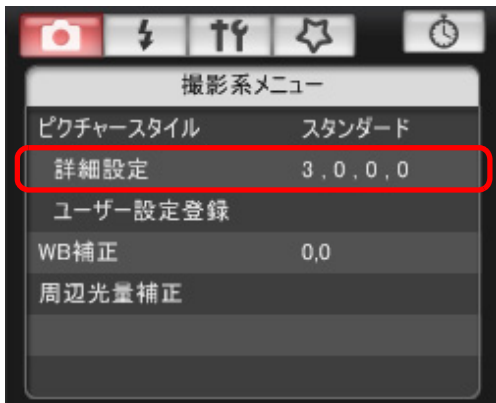 撮影系メニュー
ピクチャースタイル スタンダード
詳細設定 3 , 0 , 0 , 0
ユーザー設定登録
WB補正 0,0
周辺光量補正